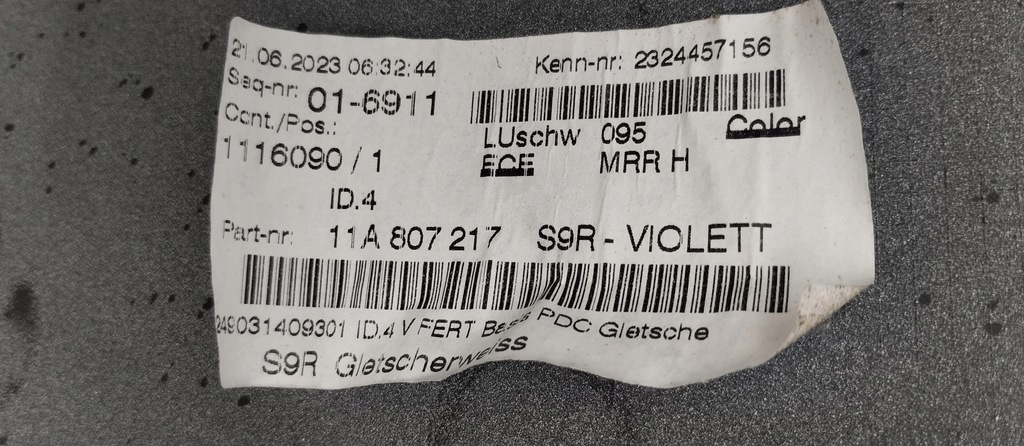 21.06.2023 06:32:44 Kenn-nr: 2324457156
Seq-nr: 01-6911
Cont./Pos.: LUschw 095 Color
1116090 / 1 ECE MRR H
ID.4
Part-nr: 11A 807 217 S9R - VIOLETT
249031409301 ID.4 V FERT Basis PDC Gletsche
S9R Gletscherweiss